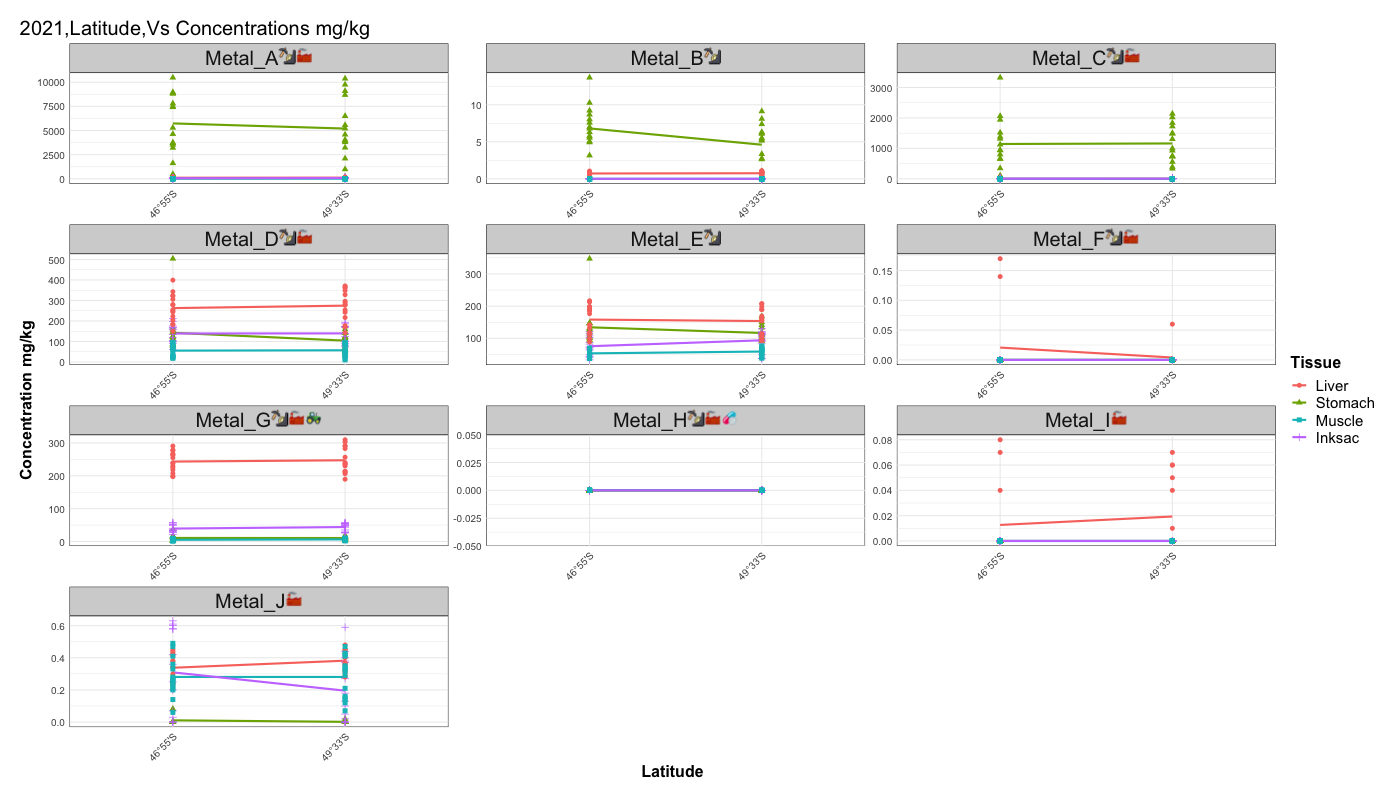 2021,Latitude,Vs Concentrations mg/kg
Metal_A
Metal_B
Metal_C
10000
7500
5000
2500
0
10
5
0
3000
2000
1000
0
46°55'S
49°33'S
46°55'S
49°33'S
46°55'S
49°33'S
Metal_D
Metal_E
Metal_F
500
400
300
200
100
0
300
200
100
0.15
0.10
0.05
0.00
46°55'S
49°33'S
46°55'S
49°33'S
46°55'S
49°33'S
Metal_G
Metal_H
Metal_I
300
200
100
0
0.050
0.025
0.000
-0.025
-0.050
0.08
0.06
0.04
0.02
0.00
46°55'S
49°33'S
46°55'S
49°33'S
46°55'S
49°33'S
Metal_J
0.6
0.4
0.2
0.0
46°55'S
49°33'S
Concentration mg/kg
Latitude
Tissue
Liver
Stomach
Muscle
Inksac